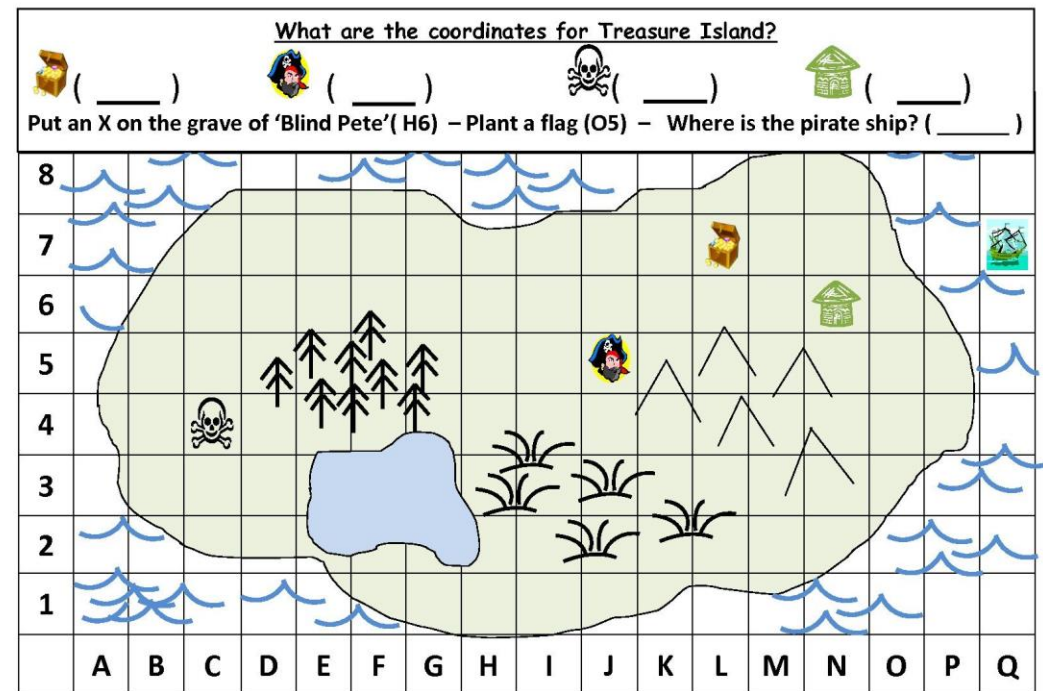 What are the coordinates for Treasure Island?
( ____ ) ( ____ ) ( ____ ) ( ____ )
Put an X on the grave of ‘Blind Pete’( H6) – Plant a flag (O5) – Where is the pirate ship? ( ______ )
8
7
6
5
4
3
2
1
A B C D E F G H I J K L M N O P Q